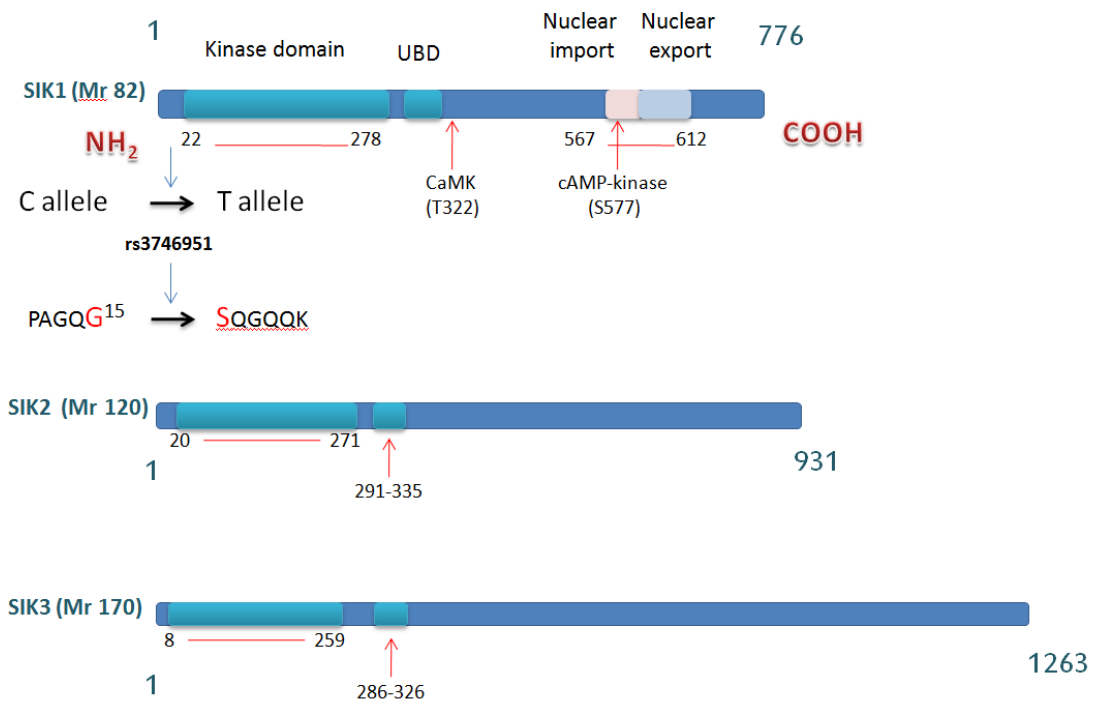 1
Kinase domain
UBD
Nuclear
import
Nuclear
export
776
SIK1 (Mr 82)
NH2
22
278
567
612
COOH
CaMK
(T322)
cAMP-kinase
(S577)
C allele
T allele
rs3746951
PAGQG15
SQGQQK
SIK2 (Mr 120)
20
271
1
931
291-335
SIK3 (Mr 170)
8
259
1
1263
286-326